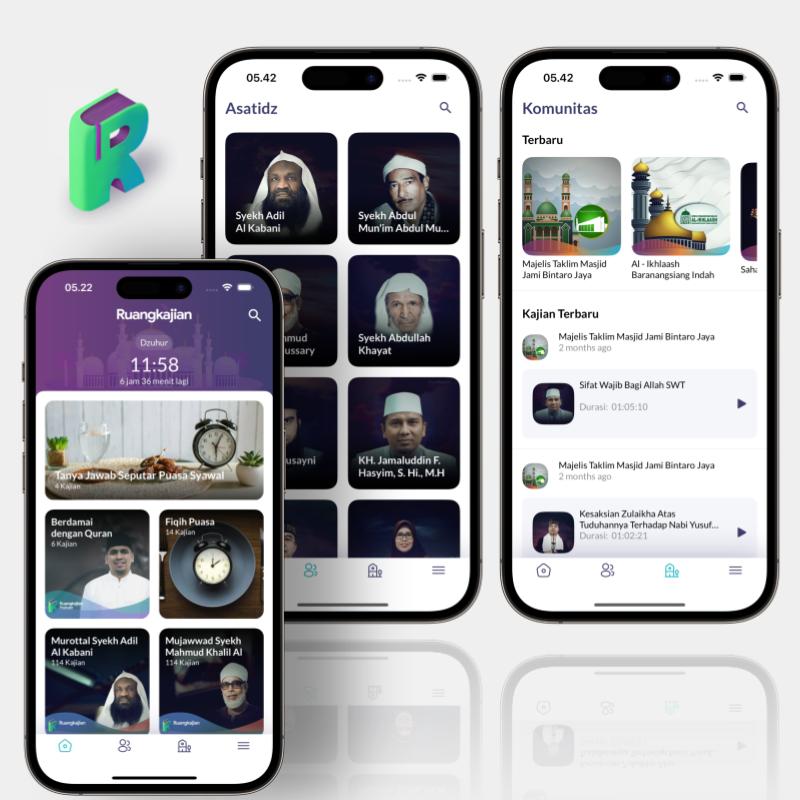 05.42
Asatidz
Syekh Adil
Al Kabani
Syekh Abdul
Mun'im Abdul Mu...
ussary
Syekh Abdullah
Khayat
usayni
KH. Jamaluddin F.
Hasyim, S. Hi., M.H
05.42
Komunitas
Terbaru
AL-IKHLAASH
Majelis Taklim Masjid
Jami Bintaro Jaya
Al - Ikhlaash
Baranangsiang Indah
Saha
Kajian Terbaru
Majelis Taklim Masjid Jami Bintaro Jaya
2 months ago
Sifat Wajib Bagi Allah SWT
Durasi: 01:05:10
Majelis Taklim Masjid Jami Bintaro Jaya
2 months ago
Kesaksian Zulaikha Atas
Tuduhannya Terhadap Nabi Yusuf...
Durasi: 01:02:21
05.22
Ruangkajian
Dzuhur
11:58
6 jam 36 menit lagi
Tanya Jawab Seputar Puasa Syawal
4 Kajian
Berdamai
dengan Quran
6 Kajian
Fiqih Puasa
14 Kajian
Murottal Syekh Adil
Al Kabani
114 Kajian
Ruangkajian
Mujawwad Syekh
Mahmud Khalil Al
114 Kajian
Ruangkajian